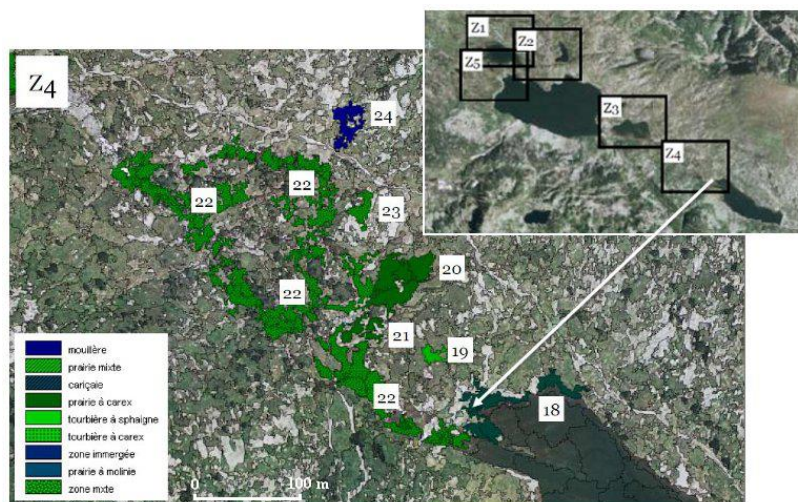 Z4
Z1
Z2
Z5
Z3
Z4
24
22
22
23
20
22
21
19
22
18
mouillère
prairie mixte
cariçaie
prairie à carex
tourbière à sphaigne
tourbière à carex
zone immergée
prairie à molinie
zone mxte
0 100 m